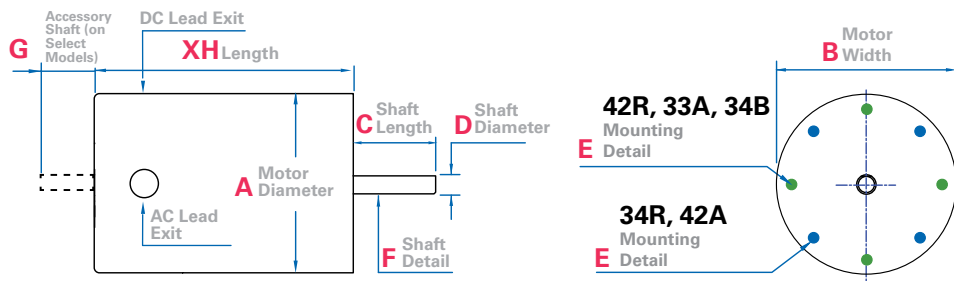 G
Accessory
Shaft (on
Select
Models)
DC Lead Exit
XH Length
C Shaft
Length
D Shaft
Diameter
A Motor
Diameter
AC Lead
Exit
F Shaft
Detail
B Motor
Width
42R, 33A, 34B
E Mounting
Detail
34R, 42A
E Mounting
Detail